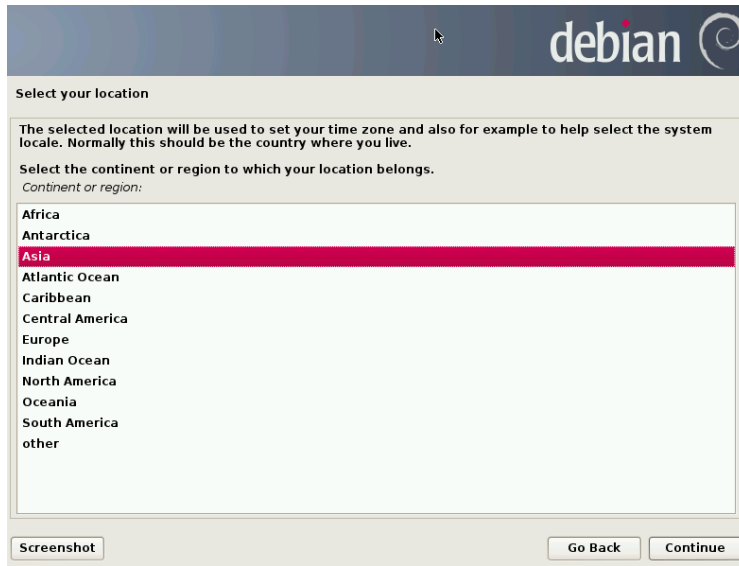 debian
Select your location
The selected location will be used to set your time zone and also for example to help select the system
locale. Normally this should be the country where you live.
Select the continent or region to which your location belongs.
Continent or region:
Africa
Antarctica
Asia
Atlantic Ocean
Caribbean
Central America
Europe
Indian Ocean
North America
Oceania
South America
other
Screenshot
Go Back
Continue